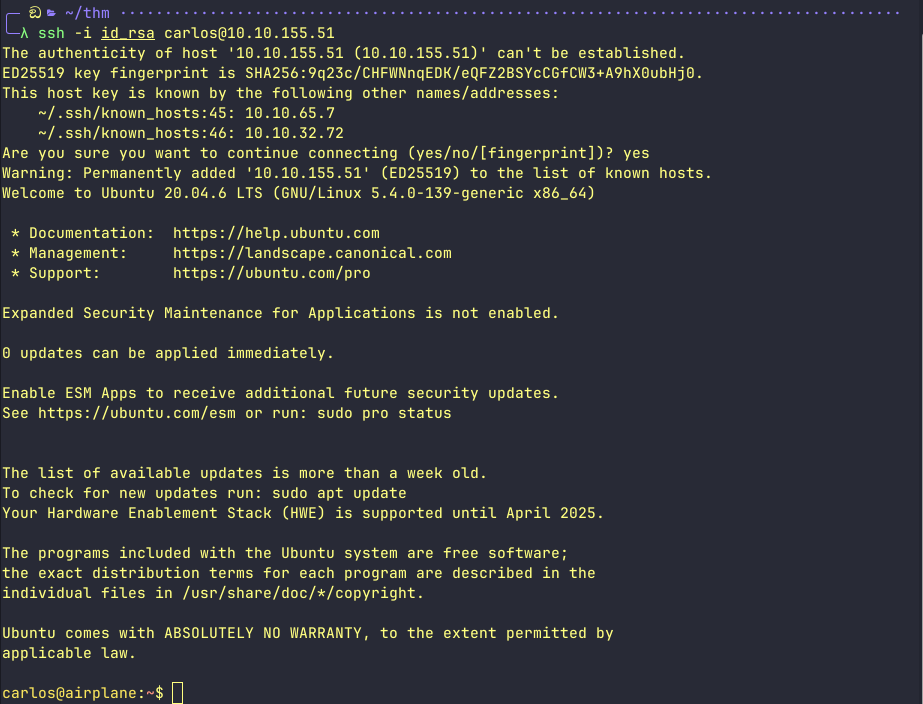 ~/thm
λ ssh -i id_rsa carlos@10.10.155.51
The authenticity of host '10.10.155.51 (10.10.155.51)' can't be established.
ED25519 key fingerprint is SHA256:9q23c/CHFWNnqEDK/eQFZ2BSYcCGfCW3+A9hX0ubHj0.
This host key is known by the following other names/addresses:
    ~/.ssh/known_hosts:45: 10.10.65.7
    ~/.ssh/known_hosts:46: 10.10.32.72
Are you sure you want to continue connecting (yes/no/[fingerprint])? yes
Warning: Permanently added '10.10.155.51' (ED25519) to the list of known hosts.
Welcome to Ubuntu 20.04.6 LTS (GNU/Linux 5.4.0-139-generic x86_64)
 * Documentation:  https://help.ubuntu.com
 * Management:     https://landscape.canonical.com
 * Support:        https://ubuntu.com/pro
Expanded Security Maintenance for Applications is not enabled.
0 updates can be applied immediately.
Enable ESM Apps to receive additional future security updates.
See https://ubuntu.com/esm or run: sudo pro status
The list of available updates is more than a week old.
To check for new updates run: sudo apt update
Your Hardware Enablement Stack (HWE) is supported until April 2025.
The programs included with the Ubuntu system are free software;
the exact distribution terms for each program are described in the
individual files in /usr/share/doc/*/copyright.
Ubuntu comes with ABSOLUTELY NO WARRANTY, to the extent permitted by
applicable law.
carlos@airplane:~$